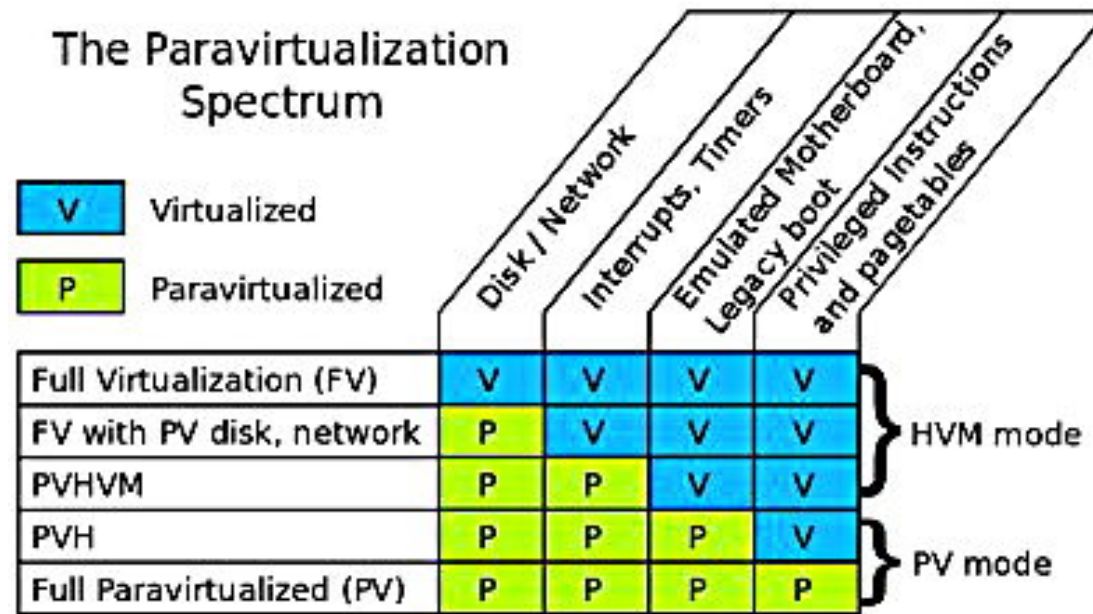 The Paravirtualization
Spectrum
V Virtualized
P Paravirtualized
Disk / Network
Interrupts, Timers
Emulated Motherboard,
Legacy boot
Privileged Instructions
and pagetables
Full Virtualization (FV) V V V V
FV with PV disk, network P V V V
HVM mode
PVHVM P P V V
PVH P P P V
PV mode
Full Paravirtualized (PV) P P P P